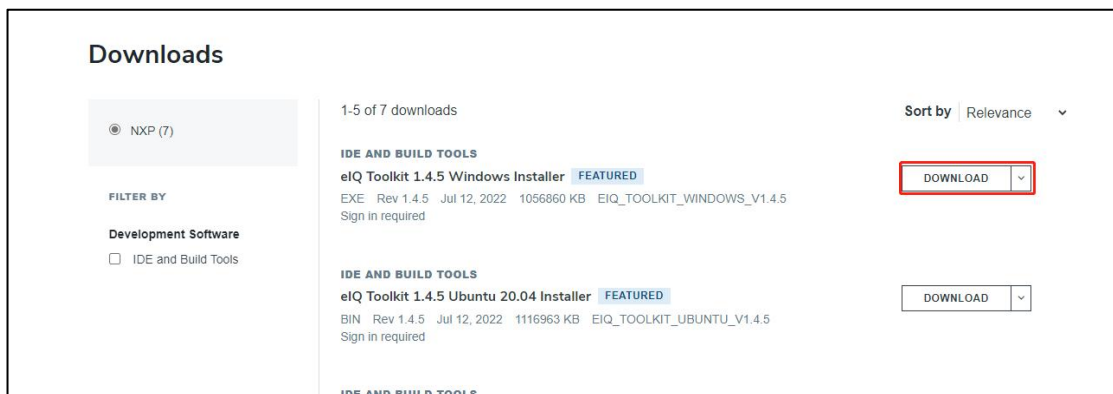 Downloads
NXP (7)
FILTER BY
Development Software
IDE and Build Tools
1-5 of 7 downloads
Sort by Relevance
IDE AND BUILD TOOLS
eIQ Toolkit 1.4.5 Windows Installer FEATURED
EXE Rev 1.4.5 Jul 12, 2022 1056860 KB EIQ_TOOLKIT_WINDOWS_V1.4.5
Sign in required
DOWNLOAD
IDE AND BUILD TOOLS
eIQ Toolkit 1.4.5 Ubuntu 20.04 Installer FEATURED
BIN Rev 1.4.5 Jul 12, 2022 1116963 KB EIQ_TOOLKIT_UBUNTU_V1.4.5
Sign in required
DOWNLOAD
IDE AND BUILD TOOLS